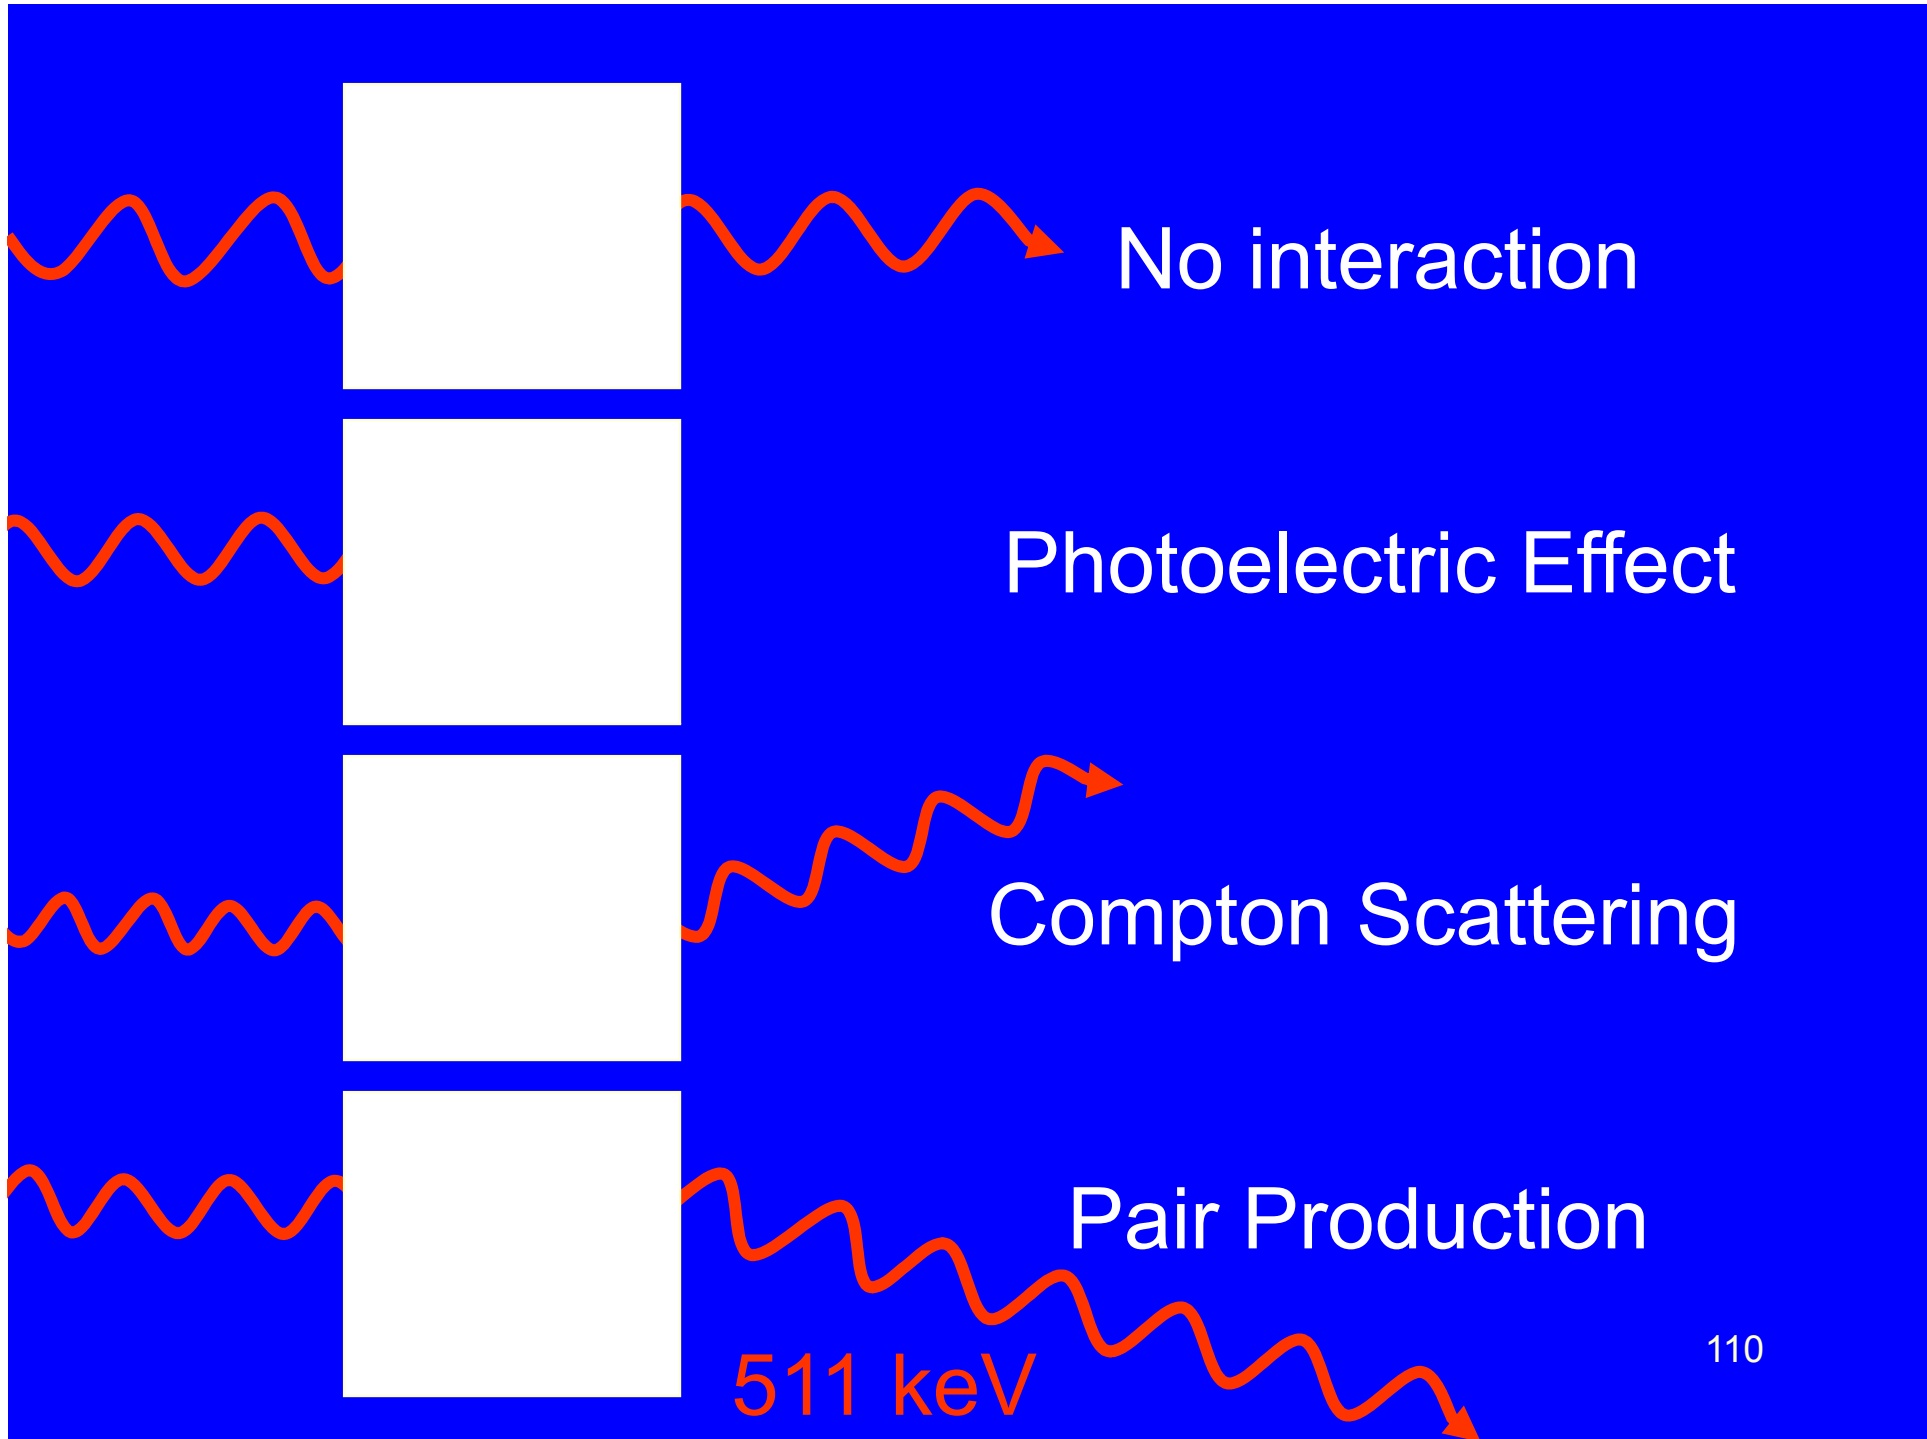 No interaction
Photoelectric Effect
Compton Scattering
Pair Production
511 keV
110